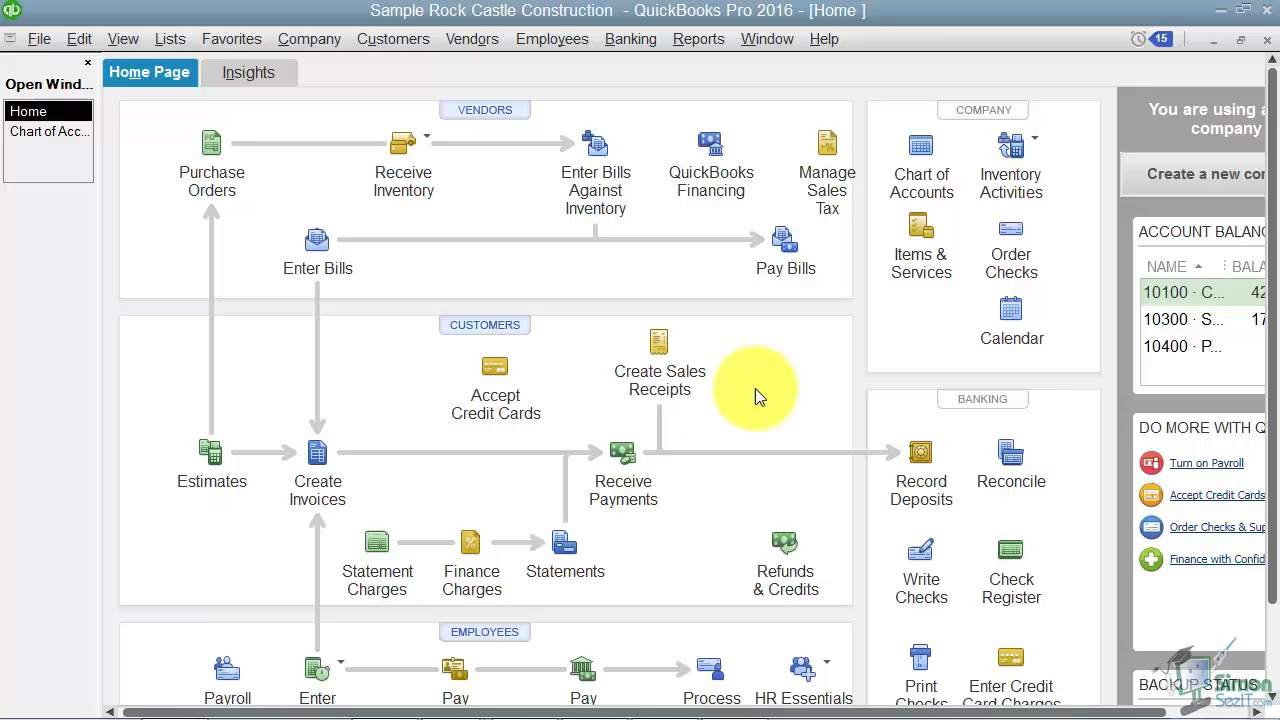 Sample Rock Castle Construction - QuickBooks Pro 2016 - [Home ]
File Edit View Lists Favorites Company Customers Vendors Employees Banking Reports Window Help 15
Open Wind...
Home
Chart of Acc...
Home Page
Insights
VENDORS
Purchase
Orders
Receive
Inventory
Enter Bills
Against
Inventory
QuickBooks
Financing
Manage
Sales
Tax
Enter Bills
Pay Bills
CUSTOMERS
Create Sales
Receipts
Accept
Credit Cards
Estimates
Create
Invoices
Receive
Payments
Statement
Charges
Finance
Charges
Statements
Refunds
& Credits
EMPLOYEES
Payroll
Enter
Pay
Pay
Process
HR Essentials
COMPANY
Chart of
Accounts
Inventory
Activities
Items &
Services
Order
Checks
Calendar
BANKING
Record
Deposits
Reconcile
Write
Checks
Check
Register
Print
Checks
Enter Credit
Card Charges
You are using a
company
Create a new co
ACCOUNT BALANC
NAME BALA
10100 · C... 42
10300 · S... 17
10400 · P...
DO MORE WITH Q
Turn on Payroll
Accept Credit Cards
Order Checks & Sup
Finance with Confid
BACKUP STATUS
SezIT.com